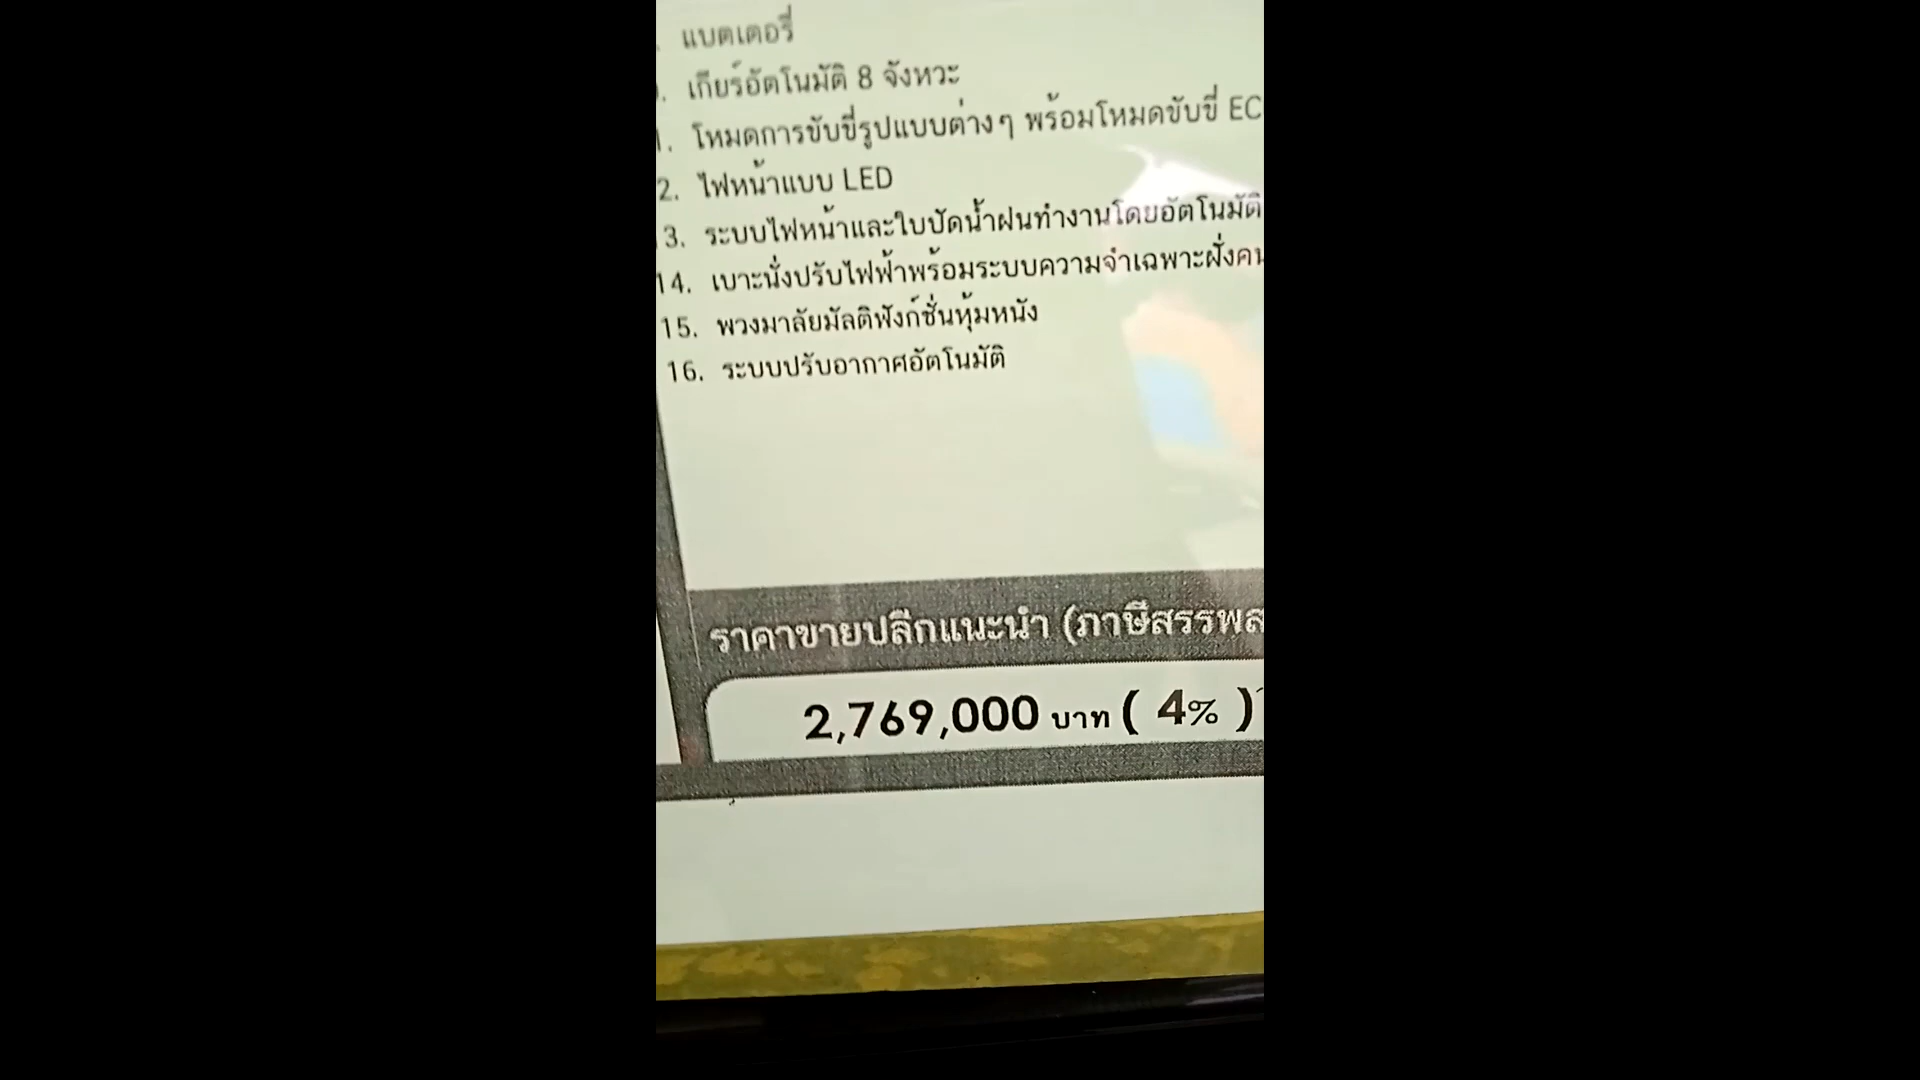 . แบตเตอรี่
. เกียร์อัตโนมัติ 8 จังหวะ
1. โหมดการขับขี่รูปแบบต่างๆ พร้อมโหมดขับขี่ EC
2. ไฟหน้าแบบ LED
3. ระบบไฟหน้าและใบปัดน้ำฝนทำงานโดยอัตโนมัติ
14. เบาะนั่งปรับไฟฟ้าพร้อมระบบความจำเฉพาะฝั่งคน
15. พวงมาลัยมัลติฟังก์ชั่นหุ้มหนัง
16. ระบบปรับอากาศอัตโนมัติ
ราคาขายปลีกแนะนำ (ภาษีสรรพส
2,769,000 บาท ( 4% )